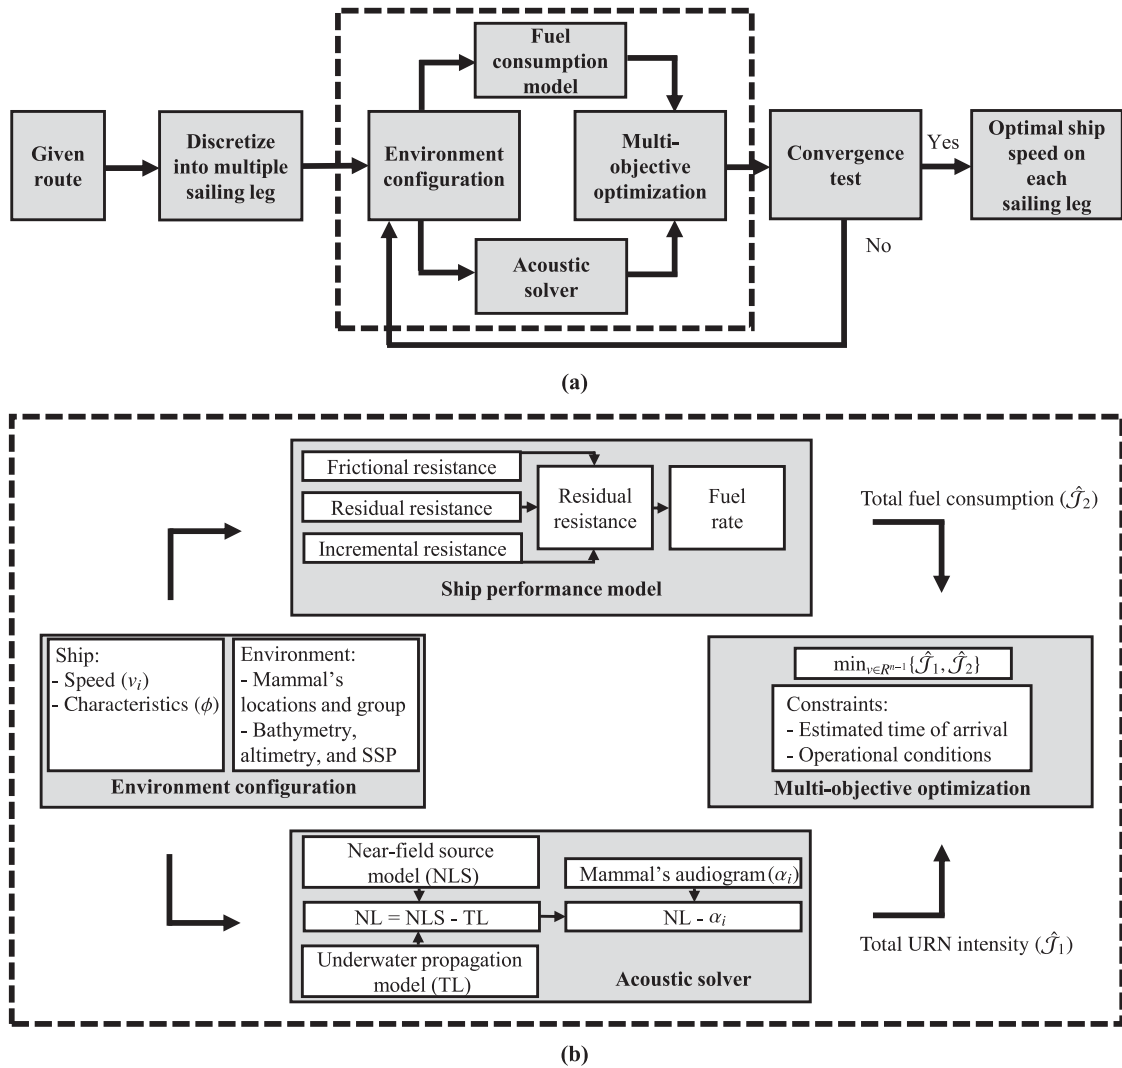 Given
route
Discretize
into multiple
sailing leg
Environment
configuration
Fuel
consumption
model
Acoustic
solver
Multi-
objective
optimization
Convergence
test
Yes
No
Optimal ship
speed on
each
sailing leg
(a)
Frictional resistance
Residual resistance
Incremental resistance
Residual
resistance
Fuel
rate
Ship performance model
Total fuel consumption (𝒥̂₂)
Ship:
- Speed (vᵢ)
- Characteristics (ϕ)
Environment:
- Mammal's
locations and group
- Bathymetry,
altimetry, and SSP
Environment configuration
min_{v∈Rⁿ⁻¹}{𝒥̂₁, 𝒥̂₂}
Constraints:
- Estimated time of arrival
- Operational conditions
Multi-objective optimization
Near-field source
model (NLS)
NL = NLS - TL
Underwater propagation
model (TL)
Mammal's audiogram (αᵢ)
NL - αᵢ
Acoustic solver
Total URN intensity (𝒥̂₁)
(b)